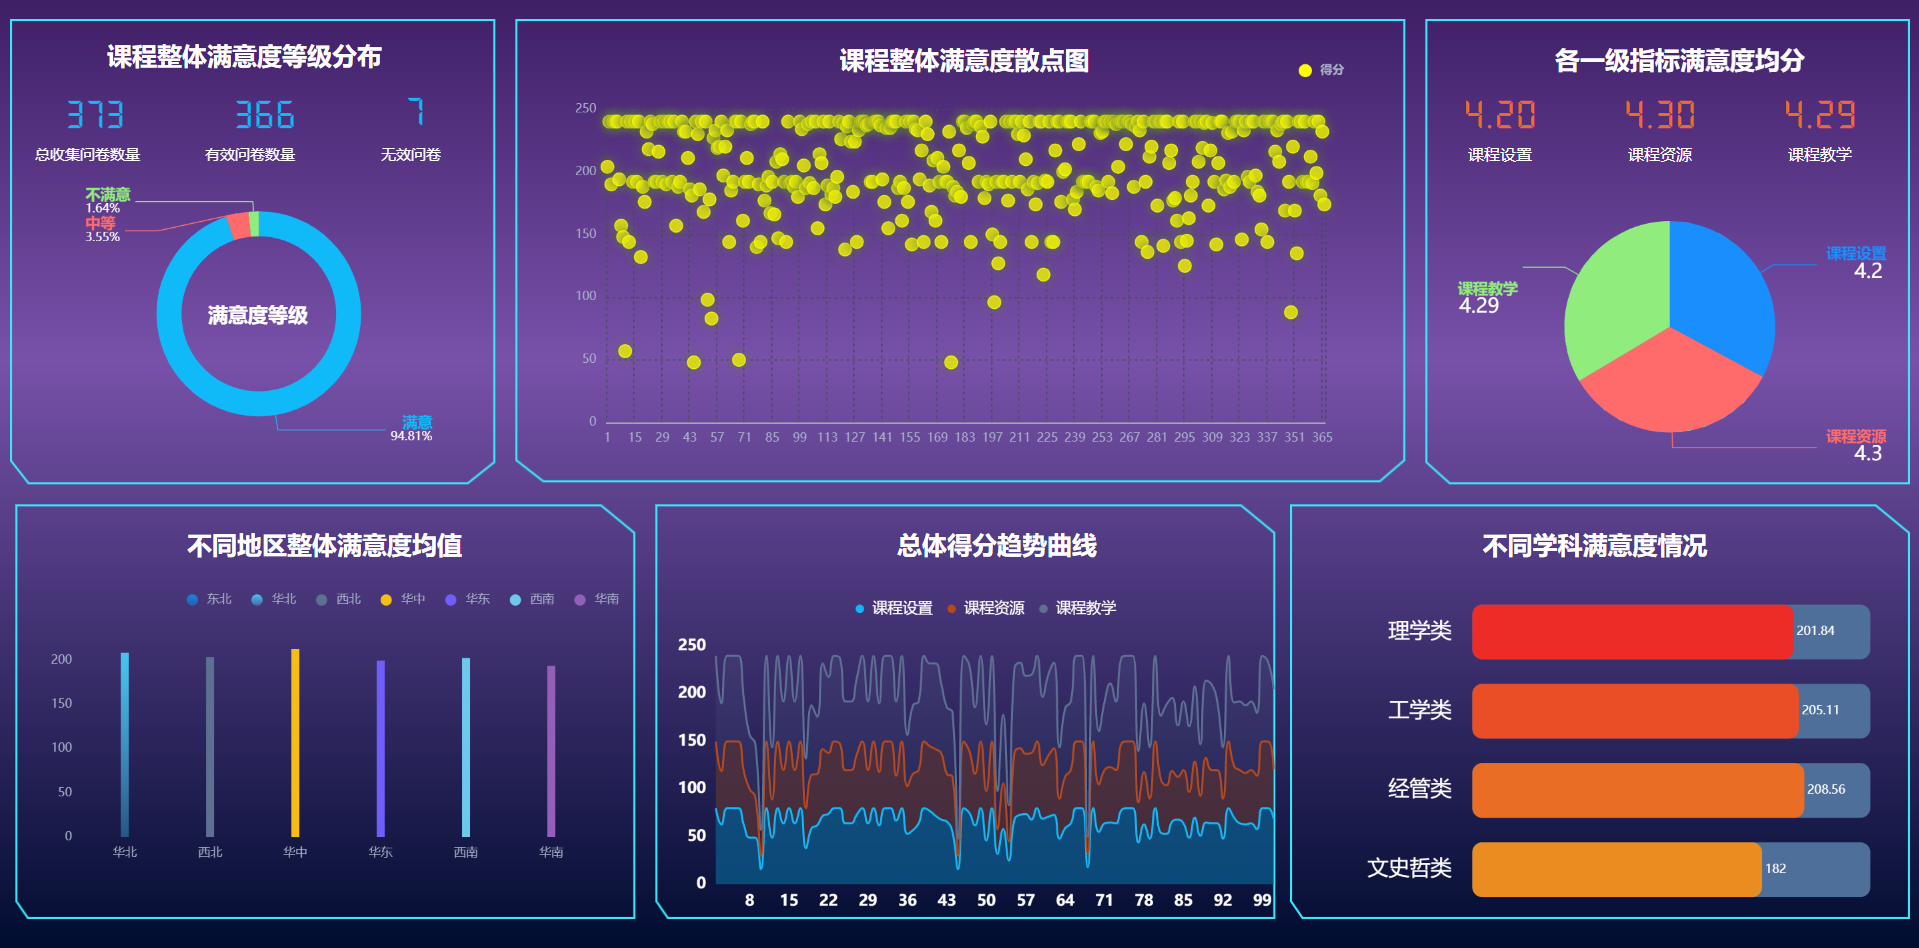 课程整体满意度等级分布
373
366
7
总收集问卷数量
有效问卷数量
无效问卷
不满意
1.64%
中等
3.55%
满意度等级
满意
94.81%
课程整体满意度散点图
得分
250
200
150
100
50
0
1 15 29 43 57 71 85 99 113 127 141 155 169 183 197 211 225 239 253 267 281 295 309 323 337 351 365
各一级指标满意度均分
4.20
4.30
4.29
课程设置
课程资源
课程教学
课程设置
4.2
课程教学
4.29
课程资源
4.3
不同地区整体满意度均值
东北 华北 西北 华中 华东 西南 华南
200
150
100
50
0
华北 西北 华中 华东 西南 华南
总体得分趋势曲线
课程设置 课程资源 课程教学
250
200
150
100
50
0
8 15 22 29 36 43 50 57 64 71 78 85 92 99
不同学科满意度情况
理学类 201.84
工学类 205.11
经管类 208.56
文史哲类 182